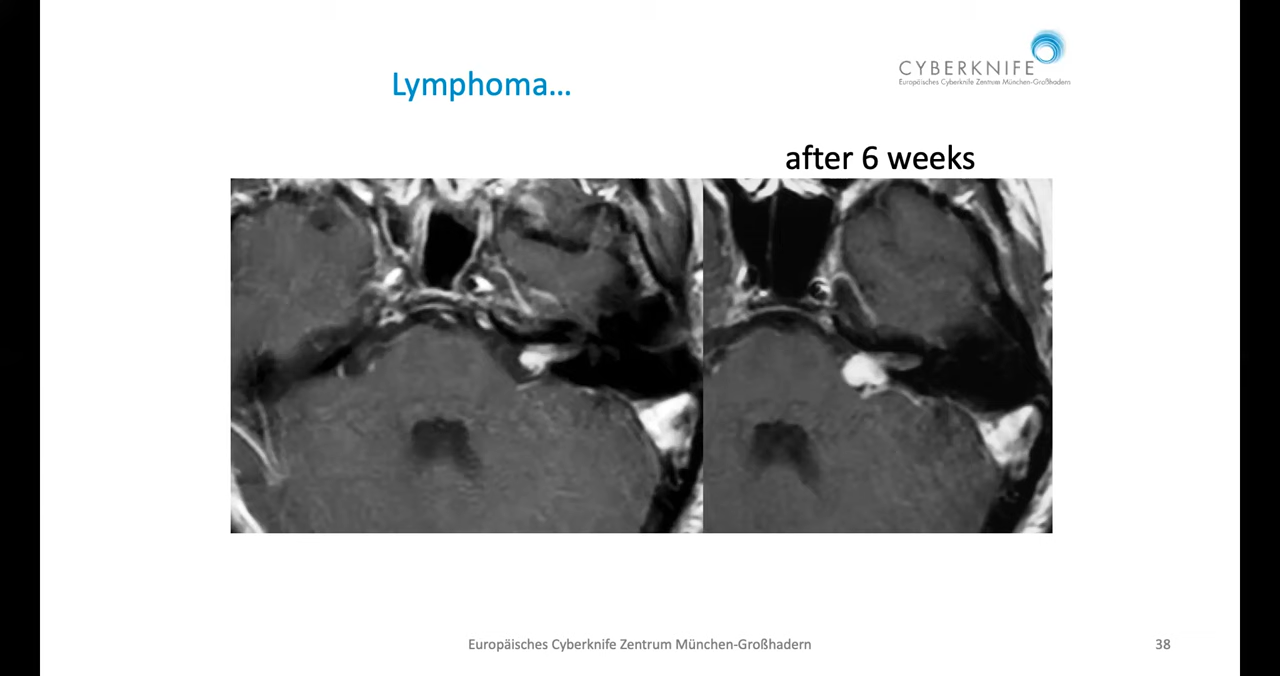 CYBERKNIFE
Europäisches Cyberknife Zentrum München-Großhadern
Lymphoma...
after 6 weeks
Europäisches Cyberknife Zentrum München-Großhadern
38